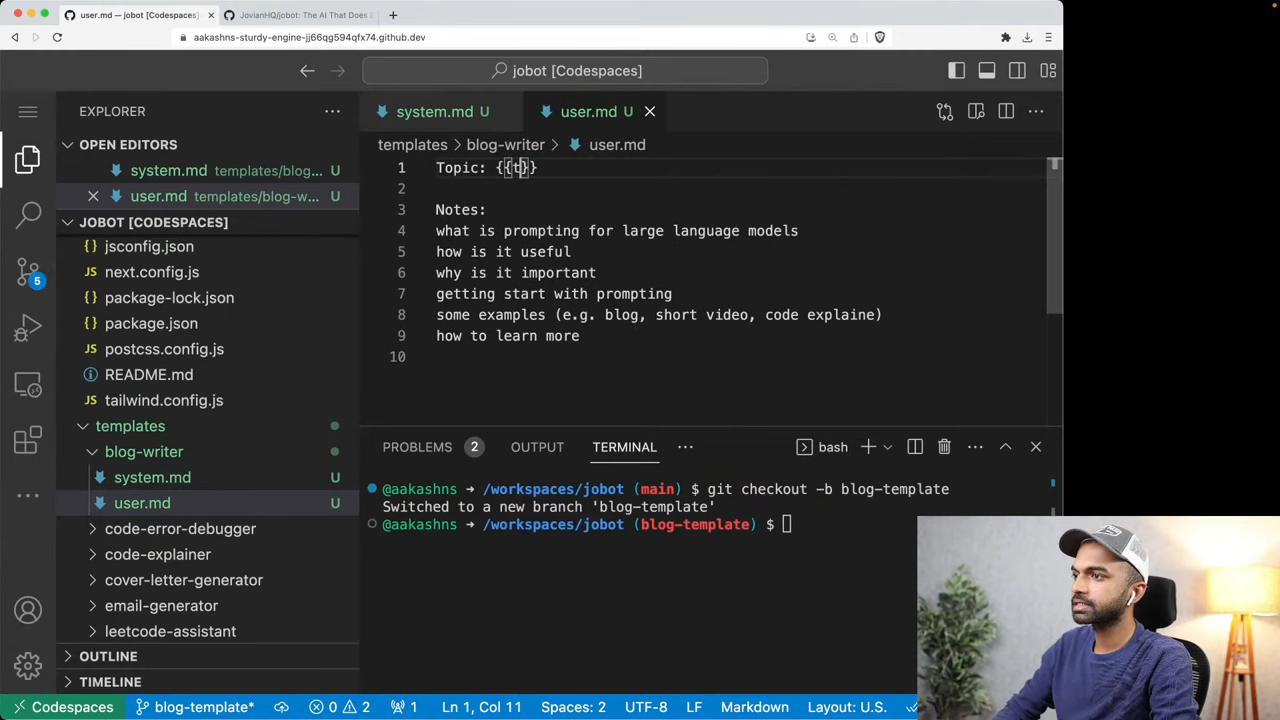 user.md — jobot [Codespaces]
JovianHQ/jobot: The AI That Does E
aakashns-sturdy-engine-jj66qg594qfx74.github.dev
jobot [Codespaces]
EXPLORER
OPEN EDITORS
system.md templates/blog...
user.md templates/blog-w...
JOBOT [CODESPACES]
jsconfig.json
next.config.js
package-lock.json
package.json
postcss.config.js
README.md
tailwind.config.js
templates
blog-writer
system.md U
user.md U
code-error-debugger
code-explainer
cover-letter-generator
email-generator
leetcode-assistant
OUTLINE
TIMELINE
5
system.md U
user.md U
templates > blog-writer > user.md
1 Topic: {{t}}
2
3 Notes:
4 what is prompting for large language models
5 how is it useful
6 why is it important
7 getting start with prompting
8 some examples (e.g. blog, short video, code explaine)
9 how to learn more
10
PROBLEMS 2 OUTPUT TERMINAL bash
@aakashns → /workspaces/jobot (main) $ git checkout -b blog-template
Switched to a new branch 'blog-template'
@aakashns → /workspaces/jobot (blog-template) $
Codespaces blog-template* 0 2 1 Ln 1, Col 11 Spaces: 2 UTF-8 LF Markdown Layout: U.S.